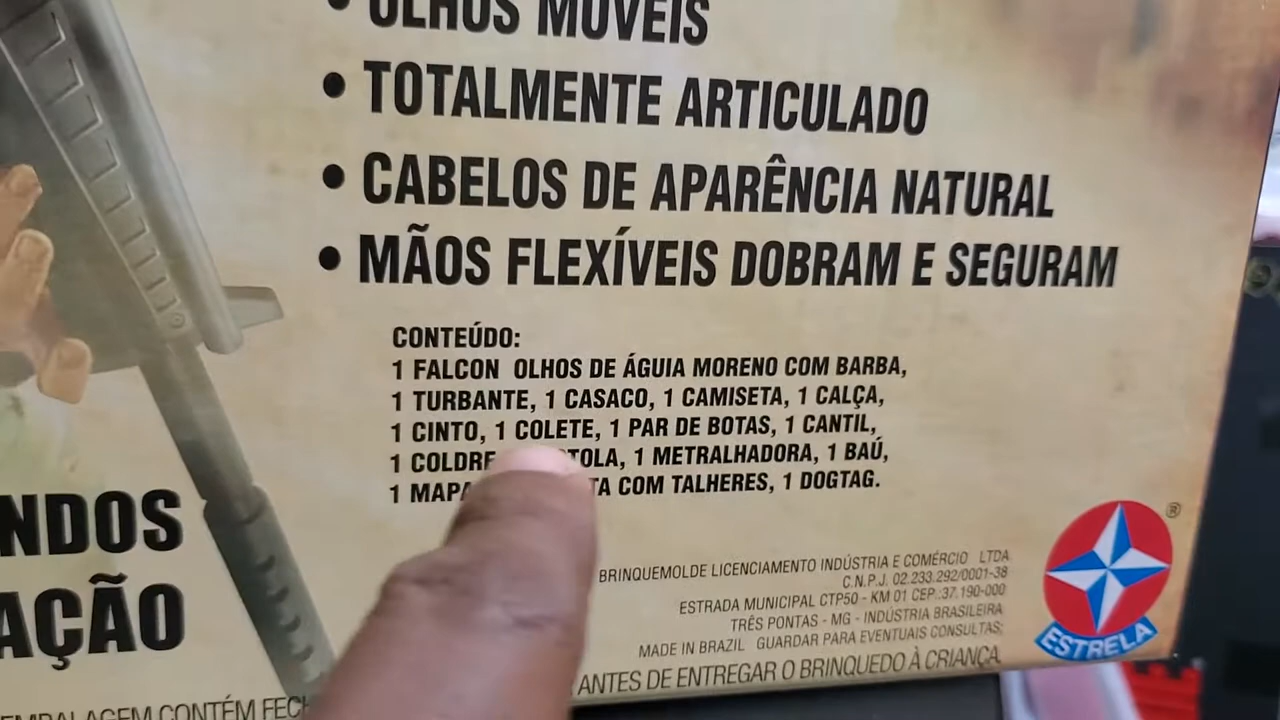 • OLHOS MÓVEIS
• TOTALMENTE ARTICULADO
• CABELOS DE APARÊNCIA NATURAL
• MÃOS FLEXÍVEIS DOBRAM E SEGURAM
CONTEÚDO:
1 FALCON OLHOS DE ÁGUIA MORENO COM BARBA,
1 TURBANTE, 1 CASACO, 1 CAMISETA, 1 CALÇA,
1 CINTO, 1 COLETE, 1 PAR DE BOTAS, 1 CANTIL,
1 COLDRE TOLA, 1 METRALHADORA, 1 BAÚ,
1 MAPA TA COM TALHERES, 1 DOGTAG.
NDOS
AÇÃO
BRINQUEMOLDE LICENCIAMENTO INDÚSTRIA E COMÉRCIO LTDA
C.N.P.J. 02.233.292/0001-38
ESTRADA MUNICIPAL CTP50 - KM 01 CEP.:37.190-000
TRÊS PONTAS - MG - INDÚSTRIA BRASILEIRA
MADE IN BRAZIL GUARDAR PARA EVENTUAIS CONSULTAS;
ANTES DE ENTREGAR O BRINQUEDO À CRIANÇA.
EMBALAGEM CONTÉM FECH
ESTRELA ®